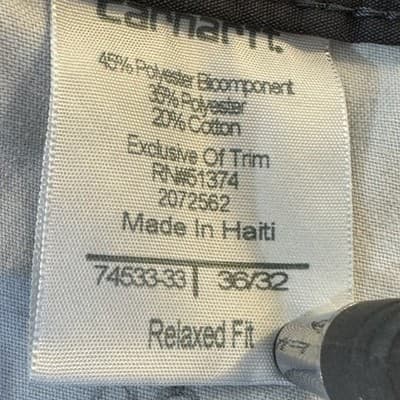 carhartt.
45% Polyester Bicomponent
35% Polyester
20% Cotton
Exclusive Of Trim
RN#51374
2072562
Made In Haiti
74533-33 | 36/32
Relaxed Fit